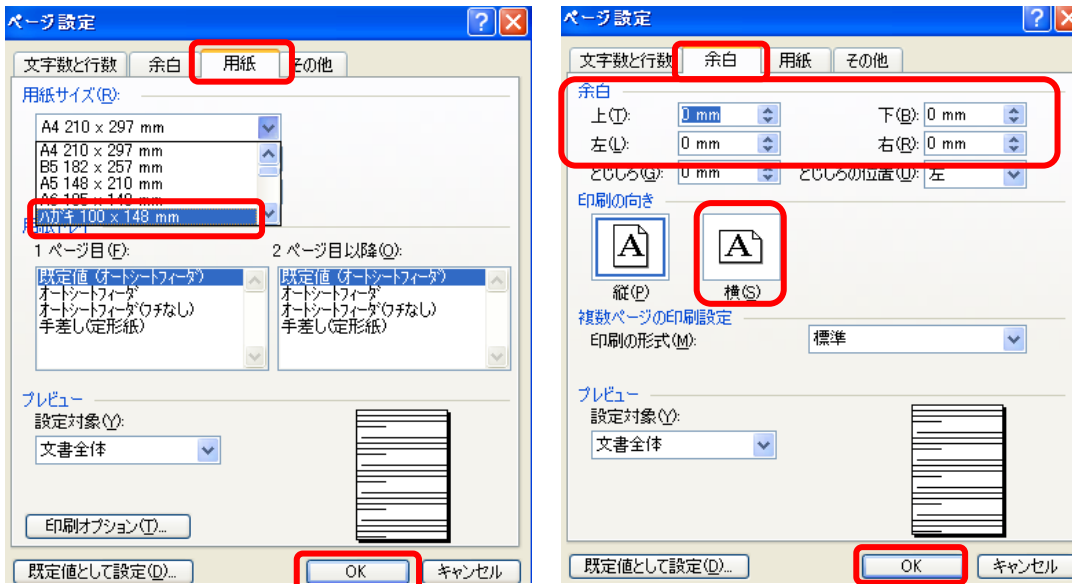 ページ設定
文字数と行数 余白 用紙 その他
用紙サイズ(R):
A4 210 x 297 mm
A4 210 x 297 mm
B5 182 x 257 mm
A5 148 x 210 mm
A6 105 x 148 mm
ハガキ 100 x 148 mm
用紙トレイ
1 ページ目(F):
2 ページ目以降(O):
既定値 (オートシートフィーダ)
オートシートフィーダ
オートシートフィーダ(フチなし)
手差し(定形紙)
既定値 (オートシートフィーダ)
オートシートフィーダ
オートシートフィーダ(フチなし)
手差し(定形紙)
プレビュー
設定対象(Y):
文書全体
印刷オプション(T)...
既定値として設定(D)...
OK
キャンセル
ページ設定
文字数と行数 余白 用紙 その他
余白
上(T): 0 mm 下(B): 0 mm
左(L): 0 mm 右(R): 0 mm
とじしろ(G): 0 mm とじしろの位置(U): 左
印刷の向き
A A
縦(P) 横(S)
複数ページの印刷設定
印刷の形式(M): 標準
プレビュー
設定対象(Y):
文書全体
既定値として設定(D)...
OK
キャンセル